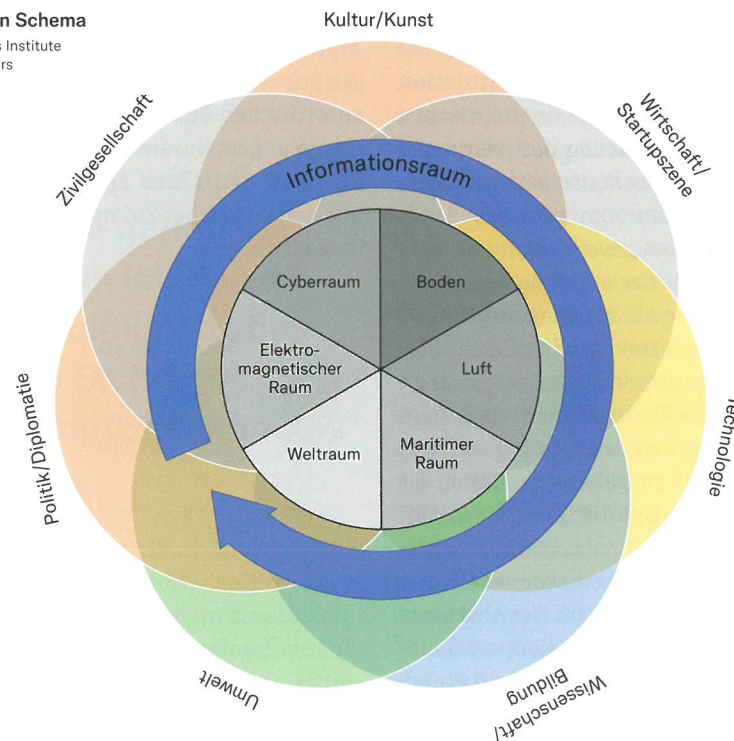 n Schema
Institute
rs
Kultur/Kunst
Zivilgesellschaft
Wirtschaft/
Startupszene
Informationsraum
Cyberraum
Boden
Elektro-
magnetischer
Raum
Luft
Weltraum
Maritimer
Raum
Politik/Diplomatie
Technologie
Umwelt
Wissenschaft/
Bildung